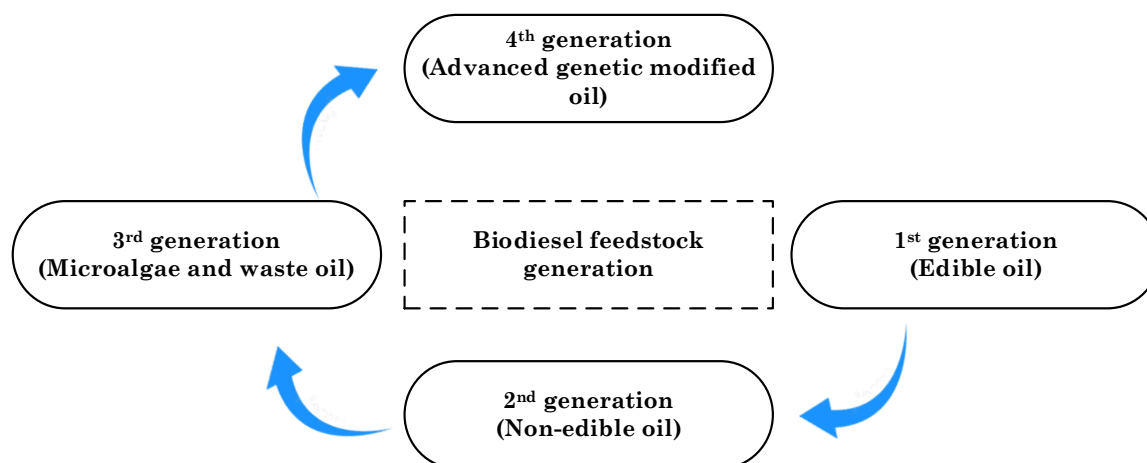 4th generation
(Advanced genetic modified
oil)
3rd generation
(Microalgae and waste oil)
Biodiesel feedstock
generation
1st generation
(Edible oil)
2nd generation
(Non-edible oil)